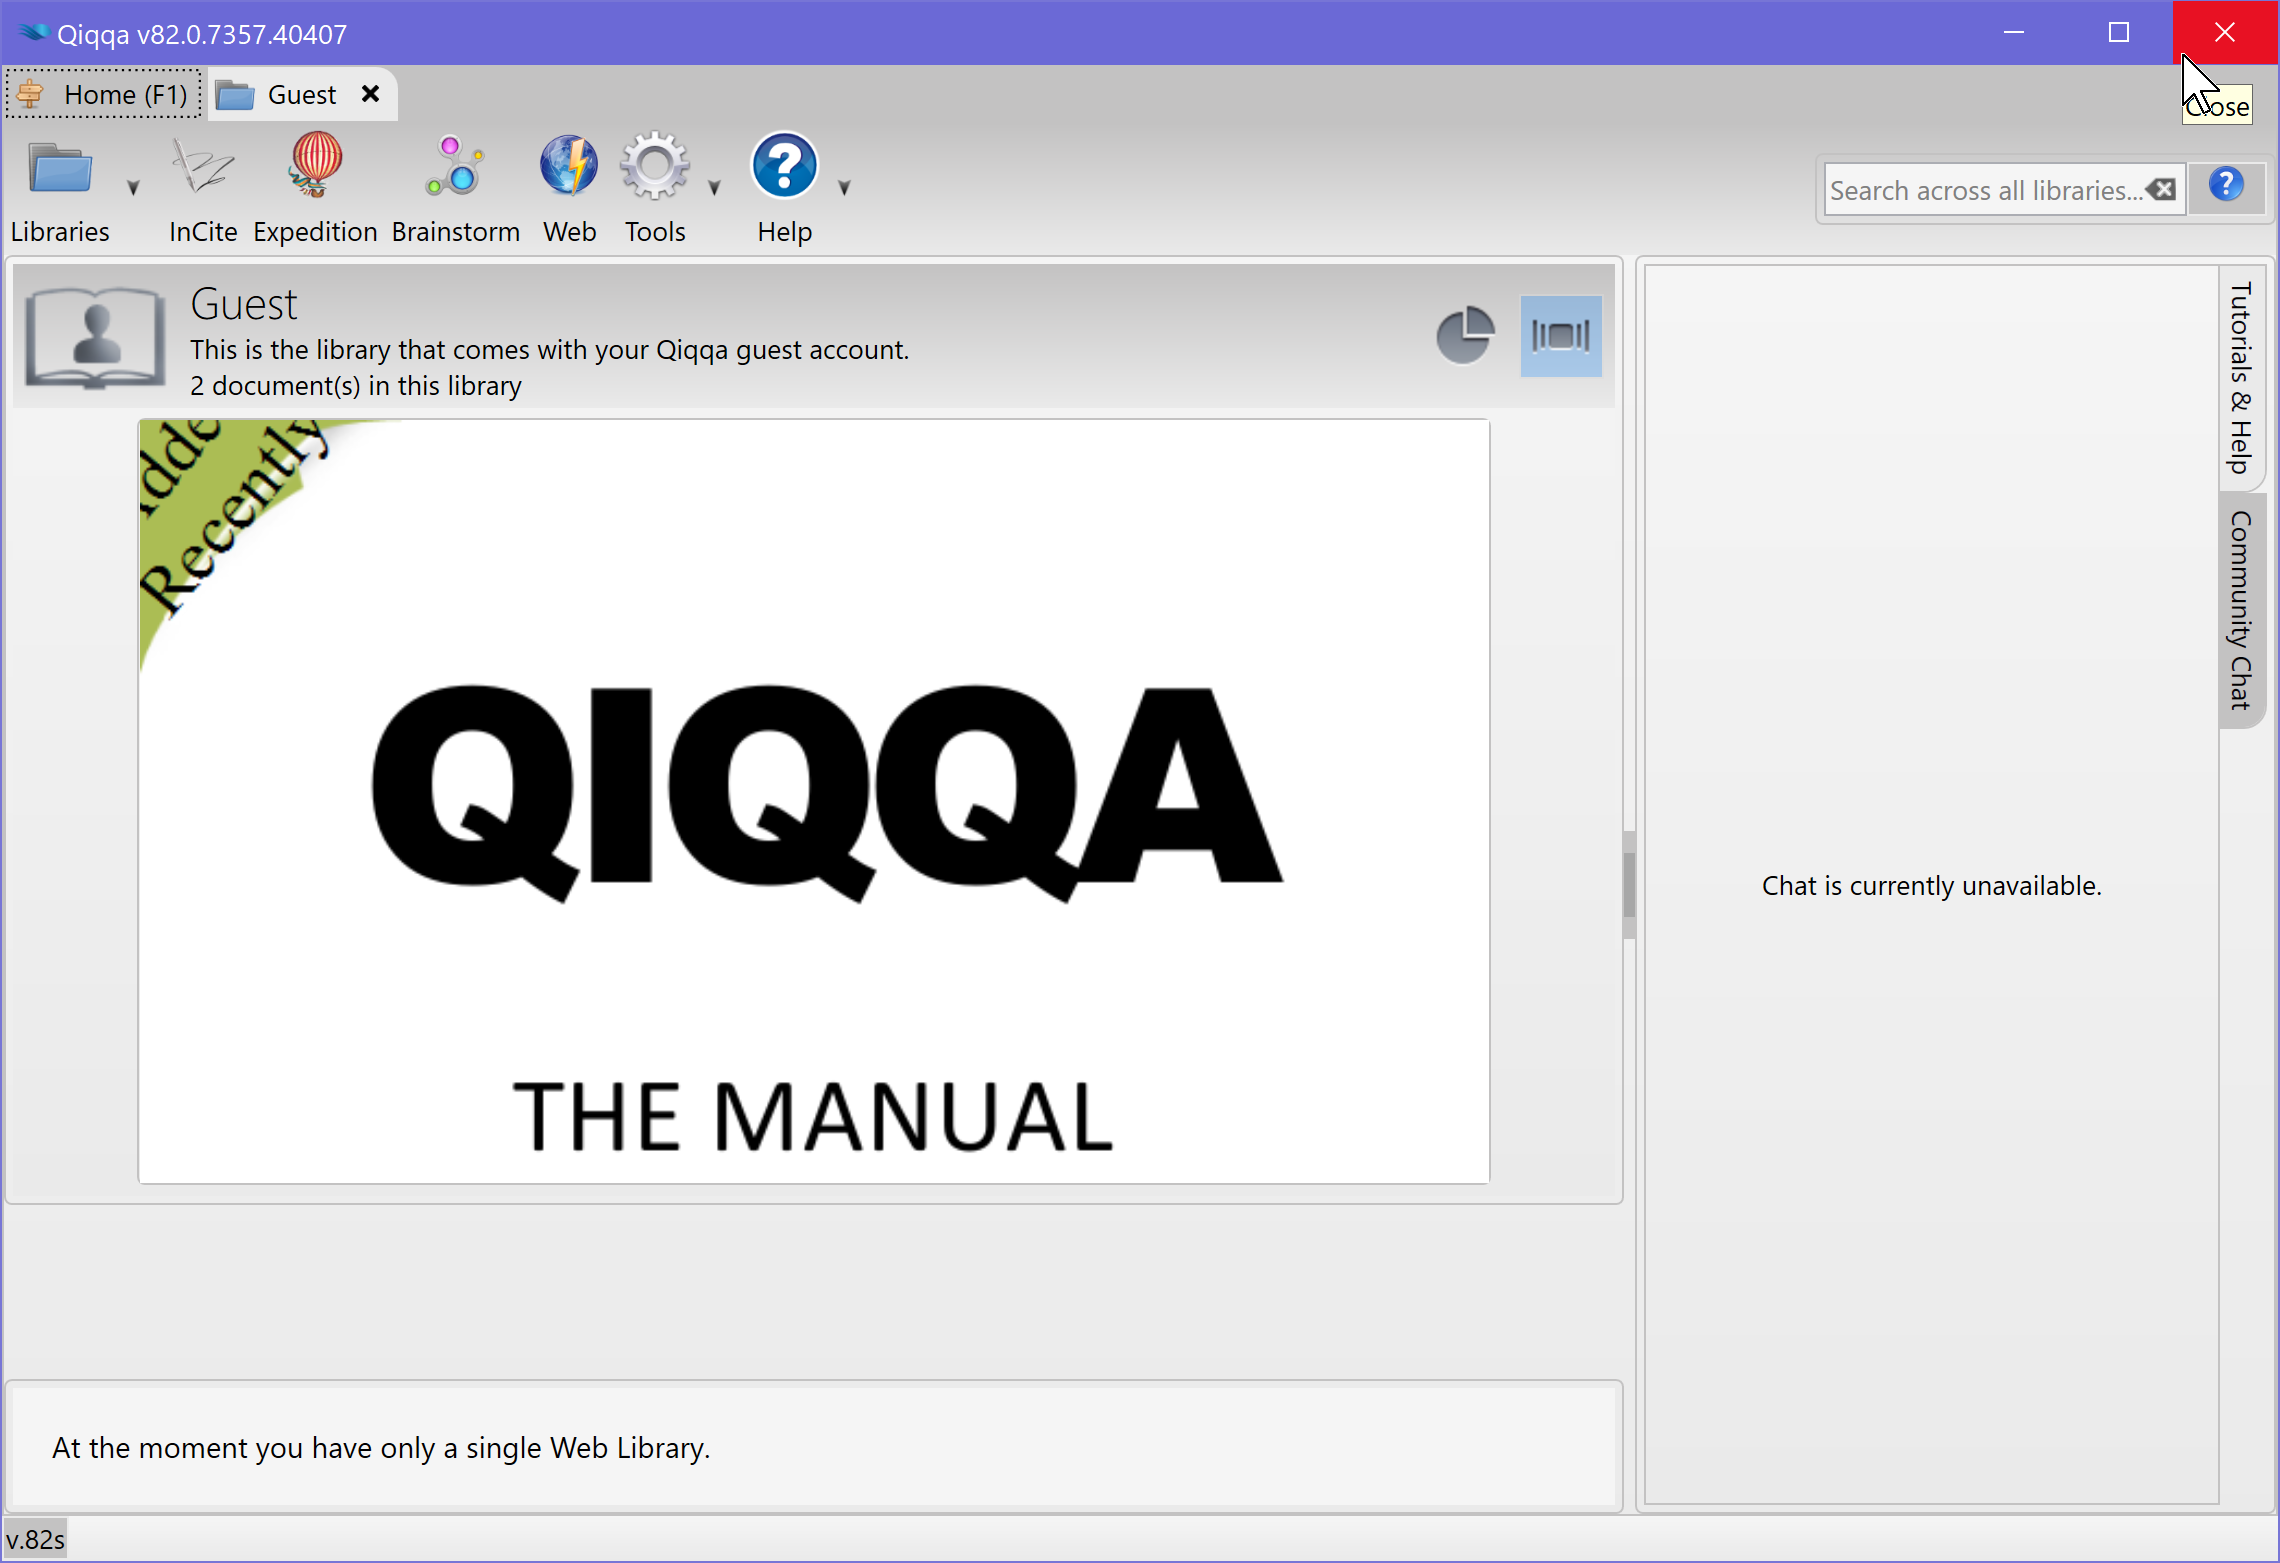 Qiqqa v82.0.7357.40407
Home (F1)
Guest
Close
Libraries
InCite
Expedition
Brainstorm
Web
Tools
Help
Search across all libraries...
Guest
This is the library that comes with your Qiqqa guest account.
2 document(s) in this library
Recently
QIQQA
THE MANUAL
Tutorials & Help
Community Chat
Chat is currently unavailable.
At the moment you have only a single Web Library.
v.82s